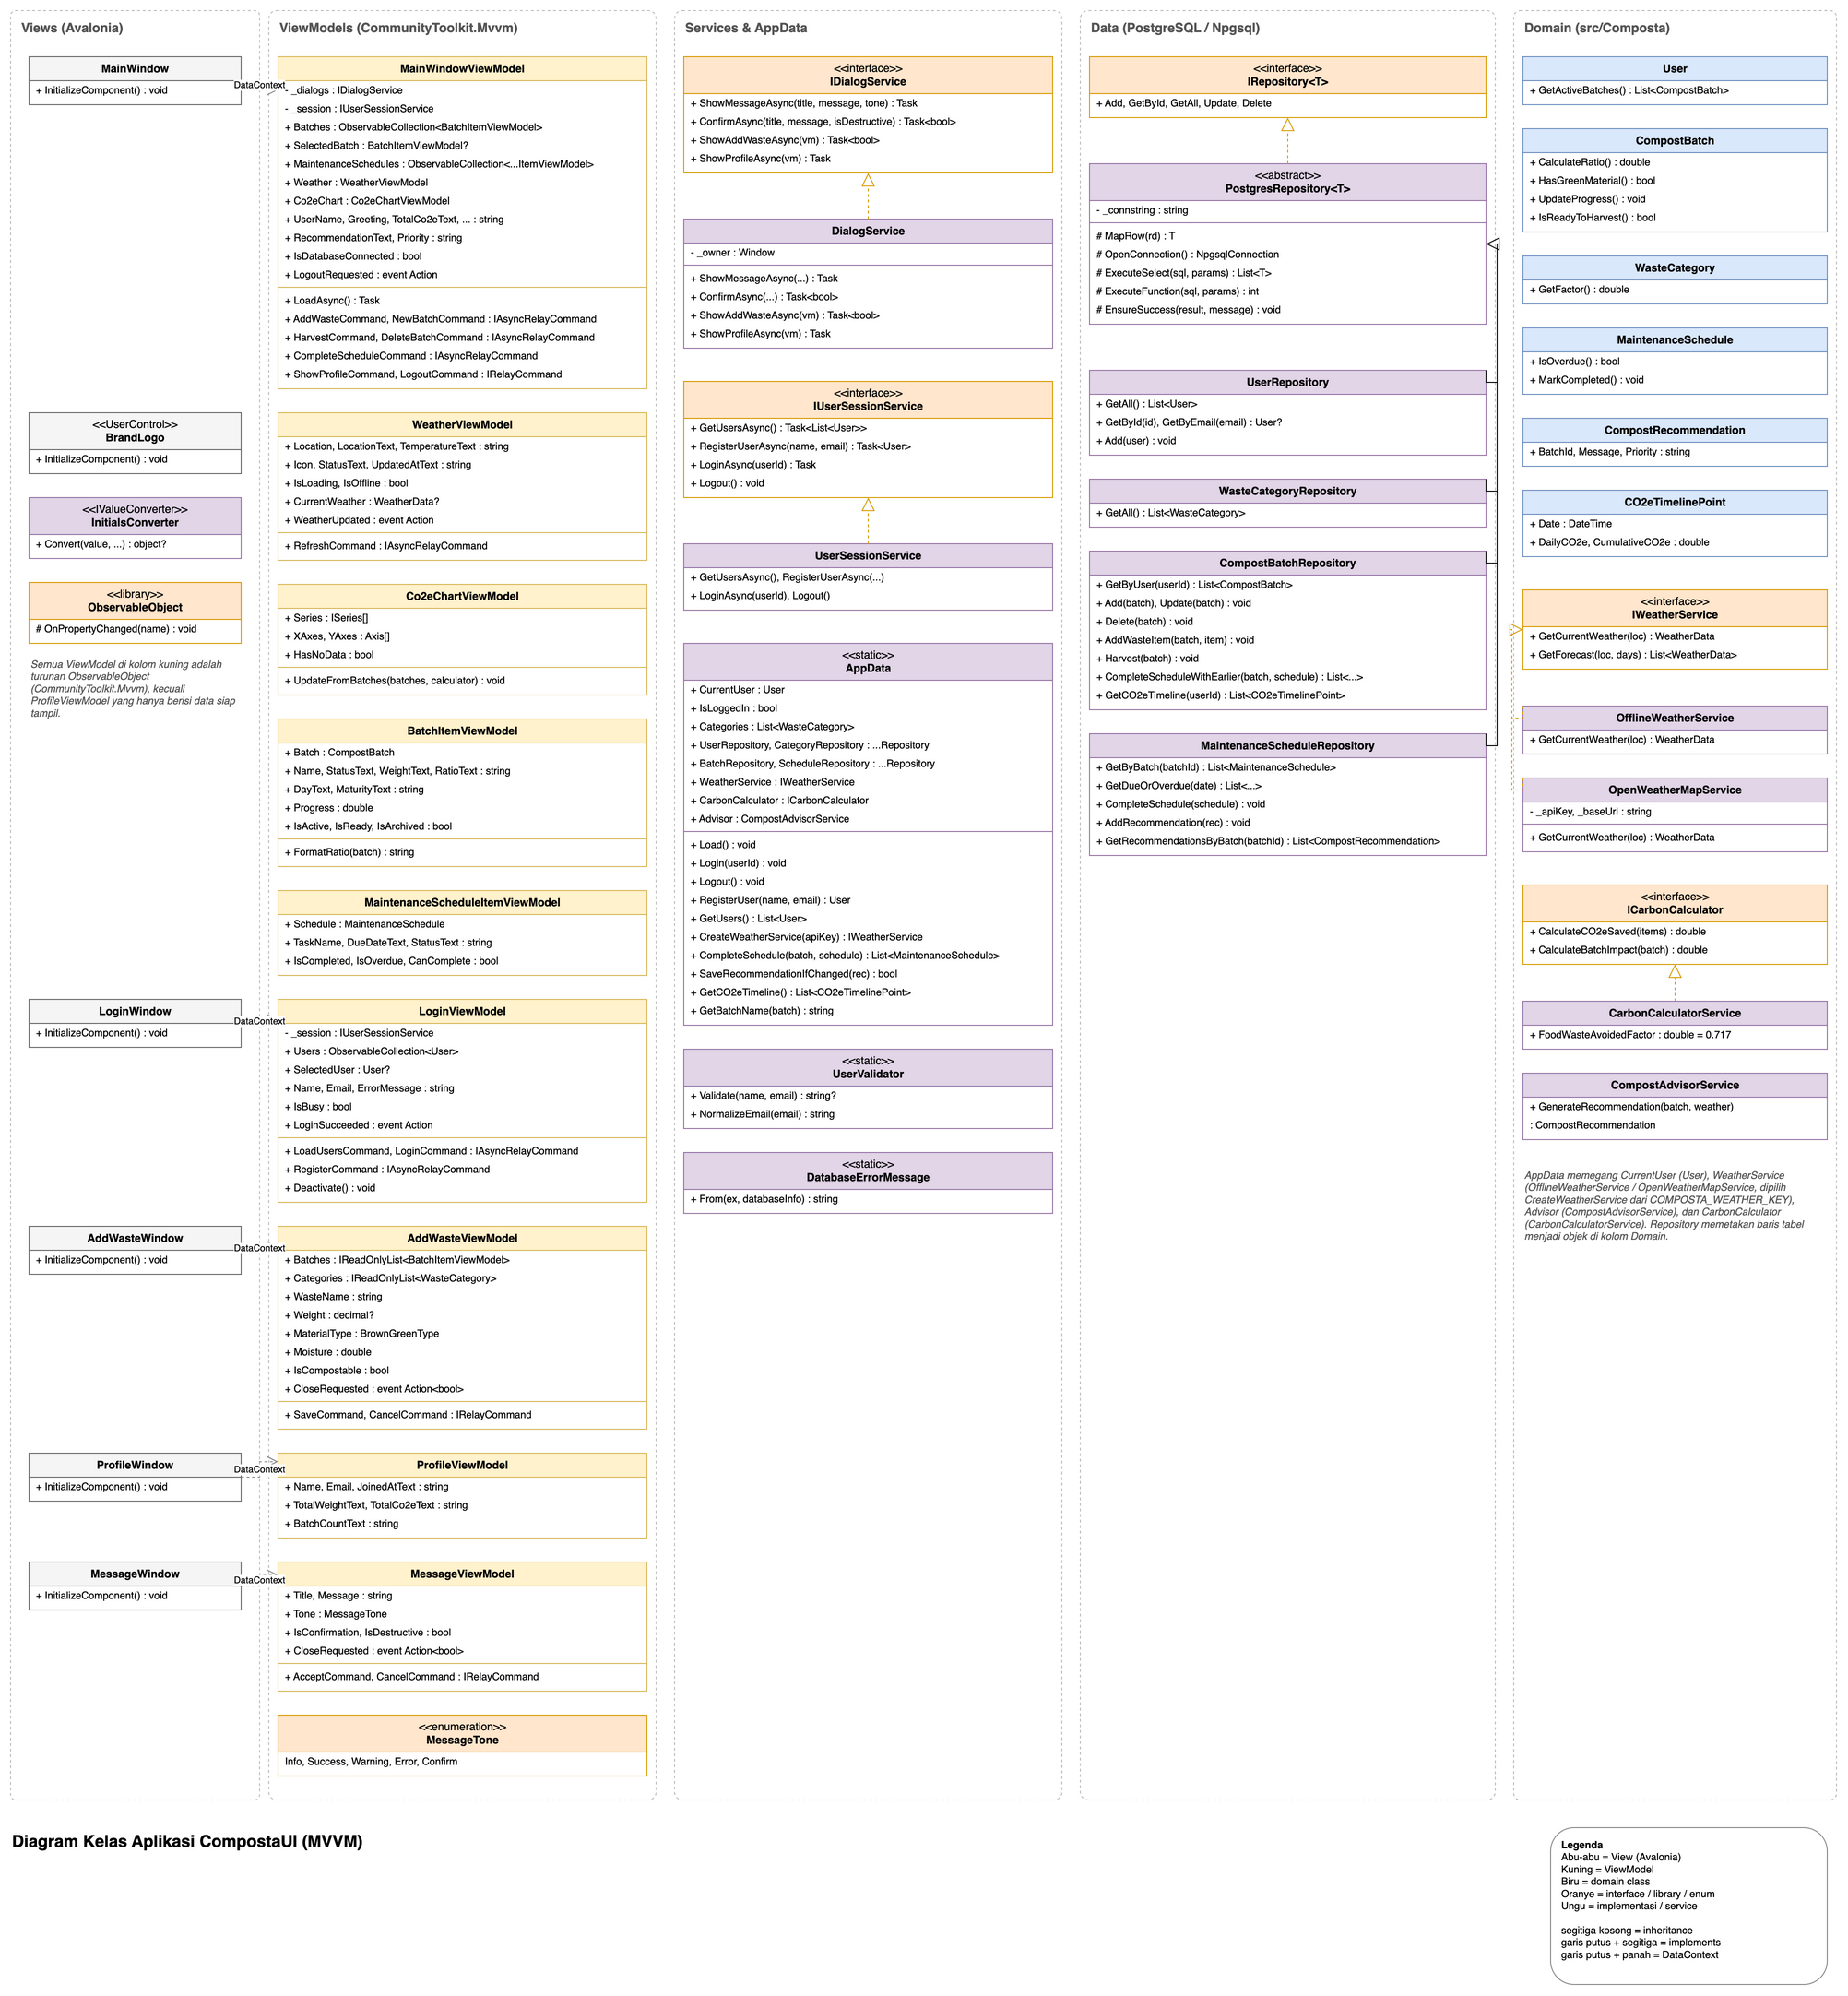 Views (Avalonia)
MainWindow
+ InitializeComponent() : void
DataContext
<<UserControl>>
BrandLogo
+ InitializeComponent() : void
<<IValueConverter>>
InitialsConverter
+ Convert(value, ...) : object?
<<library>>
ObservableObject
# OnPropertyChanged(name) : void
Semua ViewModel di kolom kuning adalah
turunan ObservableObject
(CommunityToolkit.Mvvm), kecuali
ProfileViewModel yang hanya berisi data siap
tampil.
LoginWindow
+ InitializeComponent() : void
DataContext
AddWasteWindow
+ InitializeComponent() : void
DataContext
ProfileWindow
+ InitializeComponent() : void
DataContext
MessageWindow
+ InitializeComponent() : void
DataContext
ViewModels (CommunityToolkit.Mvvm)
MainWindowViewModel
- _dialogs : IDialogService
- _session : IUserSessionService
+ Batches : ObservableCollection<BatchItemViewModel>
+ SelectedBatch : BatchItemViewModel?
+ MaintenanceSchedules : ObservableCollection<...ItemViewModel>
+ Weather : WeatherViewModel
+ Co2eChart : Co2eChartViewModel
+ UserName, Greeting, TotalCo2eText, ... : string
+ RecommendationText, Priority : string
+ IsDatabaseConnected : bool
+ LogoutRequested : event Action
+ LoadAsync() : Task
+ AddWasteCommand, NewBatchCommand : IAsyncRelayCommand
+ HarvestCommand, DeleteBatchCommand : IAsyncRelayCommand
+ CompleteScheduleCommand : IAsyncRelayCommand
+ ShowProfileCommand, LogoutCommand : IRelayCommand
WeatherViewModel
+ Location, LocationText, TemperatureText : string
+ Icon, StatusText, UpdatedAtText : string
+ IsLoading, IsOffline : bool
+ CurrentWeather : WeatherData?
+ WeatherUpdated : event Action
+ RefreshCommand : IAsyncRelayCommand
Co2eChartViewModel
+ Series : ISeries[]
+ XAxes, YAxes : Axis[]
+ HasNoData : bool
+ UpdateFromBatches(batches, calculator) : void
BatchItemViewModel
+ Batch : CompostBatch
+ Name, StatusText, WeightText, RatioText : string
+ DayText, MaturityText : string
+ Progress : double
+ IsActive, IsReady, IsArchived : bool
+ FormatRatio(batch) : string
MaintenanceScheduleItemViewModel
+ Schedule : MaintenanceSchedule
+ TaskName, DueDateText, StatusText : string
+ IsCompleted, IsOverdue, CanComplete : bool
LoginViewModel
- _session : IUserSessionService
+ Users : ObservableCollection<User>
+ SelectedUser : User?
+ Name, Email, ErrorMessage : string
+ IsBusy : bool
+ LoginSucceeded : event Action
+ LoadUsersCommand, LoginCommand : IAsyncRelayCommand
+ RegisterCommand : IAsyncRelayCommand
+ Deactivate() : void
AddWasteViewModel
+ Batches : IReadOnlyList<BatchItemViewModel>
+ Categories : IReadOnlyList<WasteCategory>
+ WasteName : string
+ Weight : decimal?
+ MaterialType : BrownGreenType
+ Moisture : double
+ IsCompostable : bool
+ CloseRequested : event Action<bool>
+ SaveCommand, CancelCommand : IRelayCommand
ProfileViewModel
+ Name, Email, JoinedAtText : string
+ TotalWeightText, TotalCo2eText : string
+ BatchCountText : string
MessageViewModel
+ Title, Message : string
+ Tone : MessageTone
+ IsConfirmation, IsDestructive : bool
+ CloseRequested : event Action<bool>
+ AcceptCommand, CancelCommand : IRelayCommand
<<enumeration>>
MessageTone
Info, Success, Warning, Error, Confirm
Services & AppData
<<interface>>
IDialogService
+ ShowMessageAsync(title, message, tone) : Task
+ ConfirmAsync(title, message, isDestructive) : Task<bool>
+ ShowAddWasteAsync(vm) : Task<bool>
+ ShowProfileAsync(vm) : Task
DialogService
- _owner : Window
+ ShowMessageAsync(...) : Task
+ ConfirmAsync(...) : Task<bool>
+ ShowAddWasteAsync(vm) : Task<bool>
+ ShowProfileAsync(vm) : Task
<<interface>>
IUserSessionService
+ GetUsersAsync() : Task<List<User>>
+ RegisterUserAsync(name, email) : Task<User>
+ LoginAsync(userId) : Task
+ Logout() : void
UserSessionService
+ GetUsersAsync(), RegisterUserAsync(...)
+ LoginAsync(userId), Logout()
<<static>>
AppData
+ CurrentUser : User
+ IsLoggedIn : bool
+ Categories : List<WasteCategory>
+ UserRepository, CategoryRepository : ...Repository
+ BatchRepository, ScheduleRepository : ...Repository
+ WeatherService : IWeatherService
+ CarbonCalculator : ICarbonCalculator
+ Advisor : CompostAdvisorService
+ Load() : void
+ Login(userId) : void
+ Logout() : void
+ RegisterUser(name, email) : User
+ GetUsers() : List<User>
+ CreateWeatherService(apiKey) : IWeatherService
+ CompleteSchedule(batch, schedule) : List<MaintenanceSchedule>
+ SaveRecommendationIfChanged(rec) : bool
+ GetCO2eTimeline() : List<CO2eTimelinePoint>
+ GetBatchName(batch) : string
<<static>>
UserValidator
+ Validate(name, email) : string?
+ NormalizeEmail(email) : string
<<static>>
DatabaseErrorMessage
+ From(ex, databaseInfo) : string
Data (PostgreSQL / Npgsql)
<<interface>>
IRepository<T>
+ Add, GetById, GetAll, Update, Delete
<<abstract>>
PostgresRepository<T>
- _connstring : string
# MapRow(rd) : T
# OpenConnection() : NpgsqlConnection
# ExecuteSelect(sql, params) : List<T>
# ExecuteFunction(sql, params) : int
# EnsureSuccess(result, message) : void
UserRepository
+ GetAll() : List<User>
+ GetById(id), GetByEmail(email) : User?
+ Add(user) : void
WasteCategoryRepository
+ GetAll() : List<WasteCategory>
CompostBatchRepository
+ GetByUser(userId) : List<CompostBatch>
+ Add(batch), Update(batch) : void
+ Delete(batch) : void
+ AddWasteItem(batch, item) : void
+ Harvest(batch) : void
+ CompleteScheduleWithEarlier(batch, schedule) : List<...>
+ GetCO2eTimeline(userId) : List<CO2eTimelinePoint>
MaintenanceScheduleRepository
+ GetByBatch(batchId) : List<MaintenanceSchedule>
+ GetDueOrOverdue(date) : List<...>
+ CompleteSchedule(schedule) : void
+ AddRecommendation(rec) : void
+ GetRecommendationsByBatch(batchId) : List<CompostRecommendation>
Domain (src/Composta)
User
+ GetActiveBatches() : List<CompostBatch>
CompostBatch
+ CalculateRatio() : double
+ HasGreenMaterial() : bool
+ UpdateProgress() : void
+ IsReadyToHarvest() : bool
WasteCategory
+ GetFactor() : double
MaintenanceSchedule
+ IsOverdue() : bool
+ MarkCompleted() : void
CompostRecommendation
+ BatchId, Message, Priority : string
CO2eTimelinePoint
+ Date : DateTime
+ DailyCO2e, CumulativeCO2e : double
<<interface>>
IWeatherService
+ GetCurrentWeather(loc) : WeatherData
+ GetForecast(loc, days) : List<WeatherData>
OfflineWeatherService
+ GetCurrentWeather(loc) : WeatherData
OpenWeatherMapService
- _apiKey, _baseUrl : string
+ GetCurrentWeather(loc) : WeatherData
<<interface>>
ICarbonCalculator
+ CalculateCO2eSaved(items) : double
+ CalculateBatchImpact(batch) : double
CarbonCalculatorService
+ FoodWasteAvoidedFactor : double = 0.717
CompostAdvisorService
+ GenerateRecommendation(batch, weather)
: CompostRecommendation
AppData memegang CurrentUser (User), WeatherService
(OfflineWeatherService / OpenWeatherMapService, dipilih
CreateWeatherService dari COMPOSTA_WEATHER_KEY),
Advisor (CompostAdvisorService), dan CarbonCalculator
(CarbonCalculatorService). Repository memetakan baris tabel
menjadi objek di kolom Domain.
Diagram Kelas Aplikasi CompostaUI (MVVM)
Legenda
Abu-abu = View (Avalonia)
Kuning = ViewModel
Biru = domain class
Oranye = interface / library / enum
Ungu = implementasi / service
segitiga kosong = inheritance
garis putus + segitiga = implements
garis putus + panah = DataContext